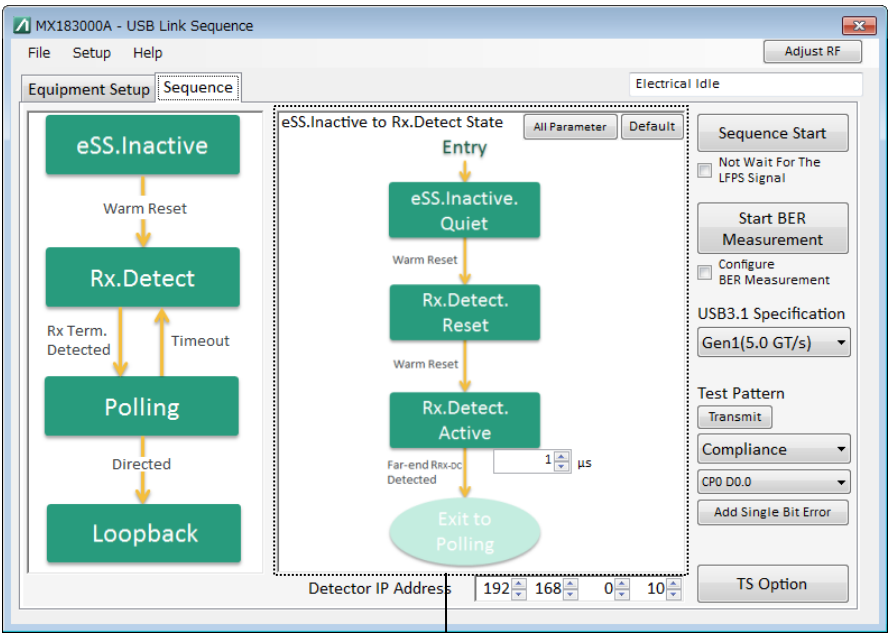 MX183000A - USB Link Sequence
File Setup Help
Adjust RF
Equipment Setup Sequence
Electrical Idle
eSS.Inactive
Warm Reset
Rx.Detect
Rx Term.
Detected
Timeout
Polling
Directed
Loopback
eSS.Inactive to Rx.Detect State
All Parameter
Default
Entry
eSS.Inactive.
Quiet
Warm Reset
Rx.Detect.
Reset
Warm Reset
Rx.Detect.
Active
Far-end RRX-DC
Detected
1 µs
Exit to
Polling
Detector IP Address 192 168 0 10
Sequence Start
Not Wait For The
LFPS Signal
Start BER
Measurement
Configure
BER Measurement
USB3.1 Specification
Gen1(5.0 GT/s)
Test Pattern
Transmit
Compliance
CP0 D0.0
Add Single Bit Error
TS Option